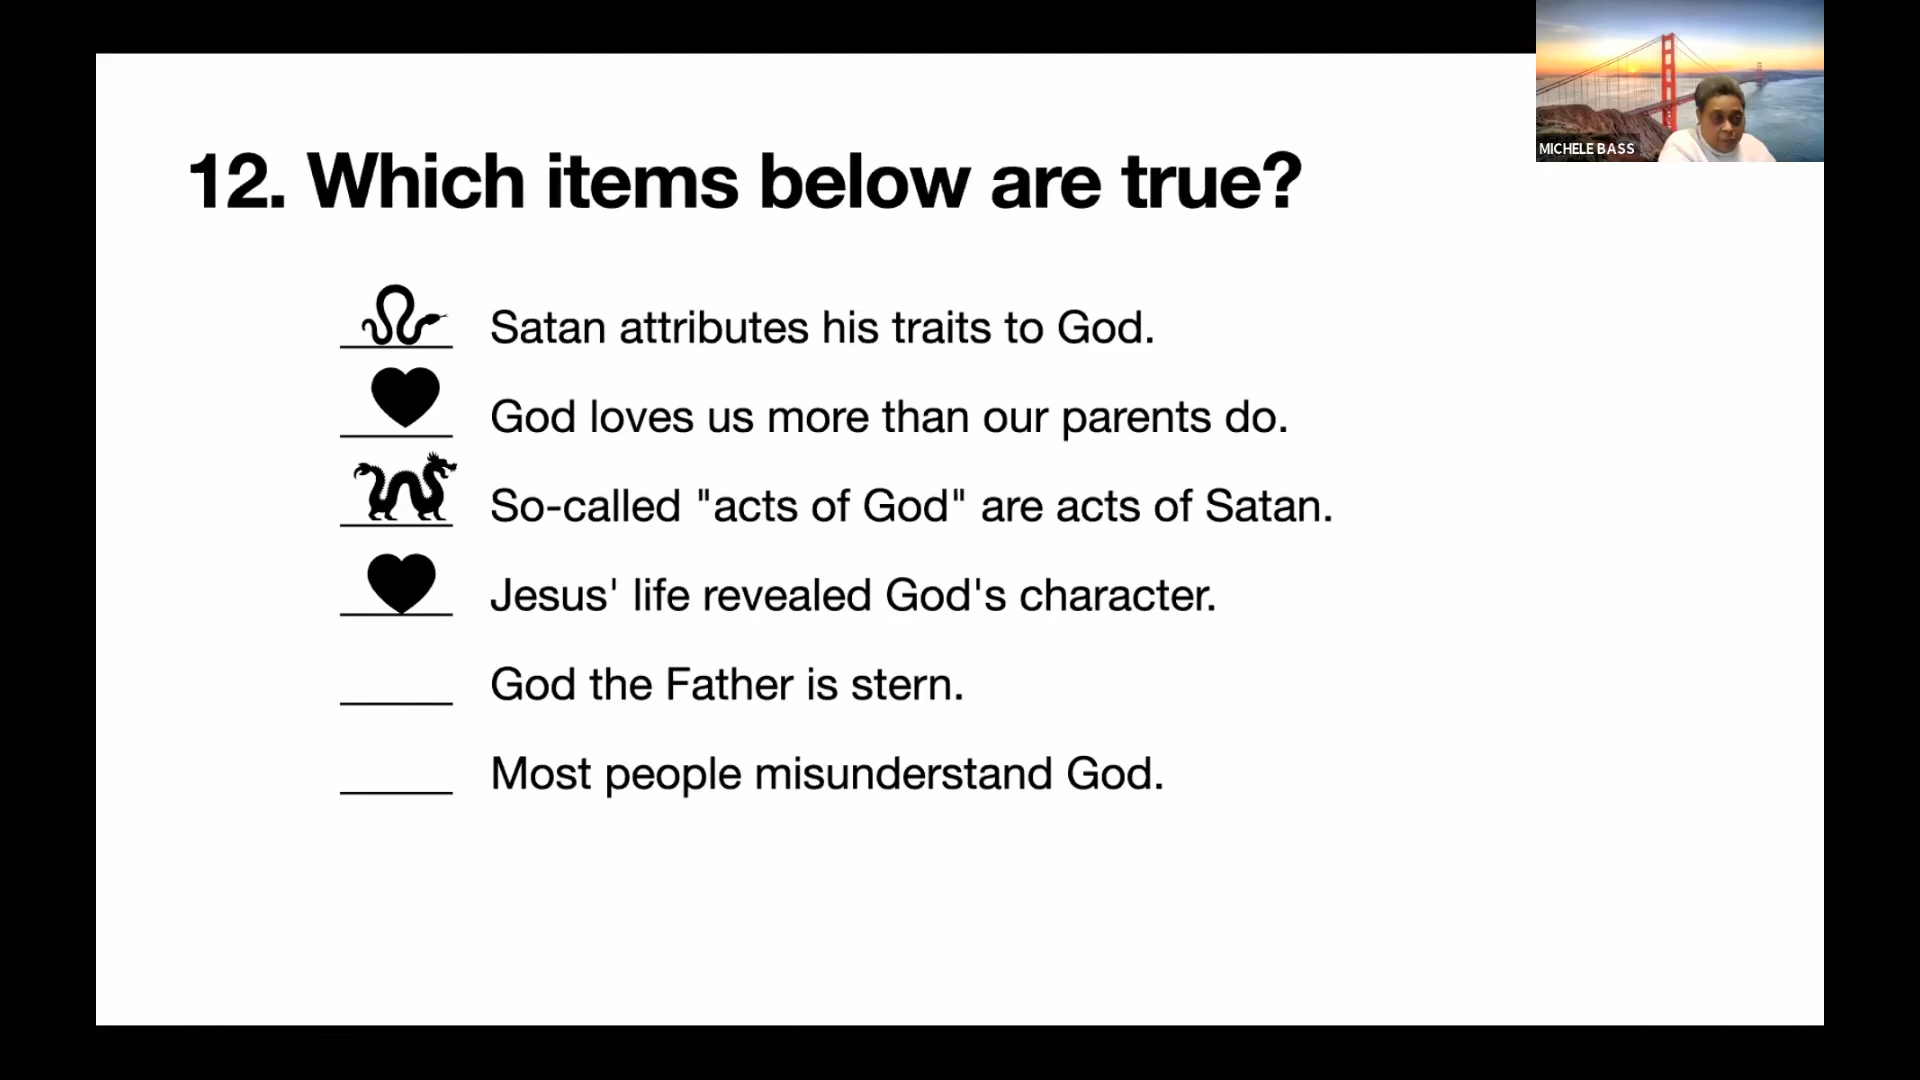 MICHELE BASS
12. Which items below are true?
Satan attributes his traits to God.
God loves us more than our parents do.
So-called "acts of God" are acts of Satan.
Jesus' life revealed God's character.
God the Father is stern.
Most people misunderstand God.